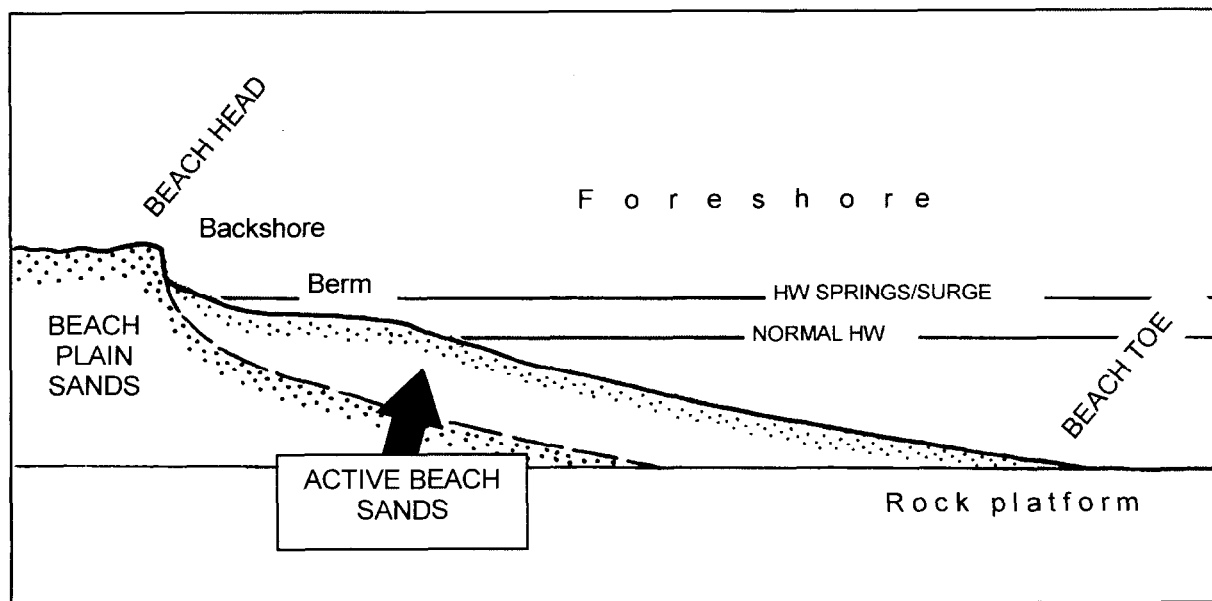 BEACH HEAD
Foreshore
Backshore
Berm
HW SPRINGS/SURGE
NORMAL HW
BEACH
PLAIN
SANDS
BEACH TOE
ACTIVE BEACH
SANDS
Rock platform